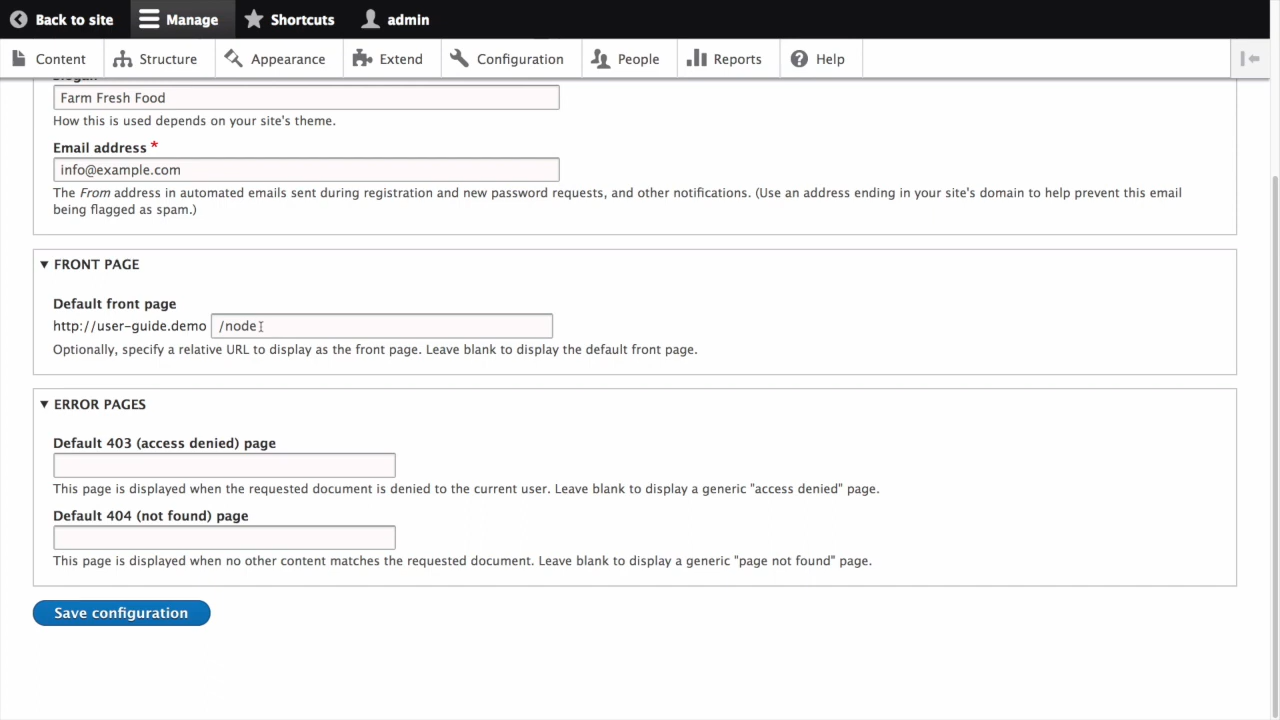 Back to site
Manage
Shortcuts
admin
Content
Structure
Appearance
Extend
Configuration
People
Reports
Help
Slogan
Farm Fresh Food
How this is used depends on your site's theme.
Email address *
info@example.com
The From address in automated emails sent during registration and new password requests, and other notifications. (Use an address ending in your site's domain to help prevent this email
being flagged as spam.)
FRONT PAGE
Default front page
http://user-guide.demo /node
Optionally, specify a relative URL to display as the front page. Leave blank to display the default front page.
ERROR PAGES
Default 403 (access denied) page
This page is displayed when the requested document is denied to the current user. Leave blank to display a generic "access denied" page.
Default 404 (not found) page
This page is displayed when no other content matches the requested document. Leave blank to display a generic "page not found" page.
Save configuration